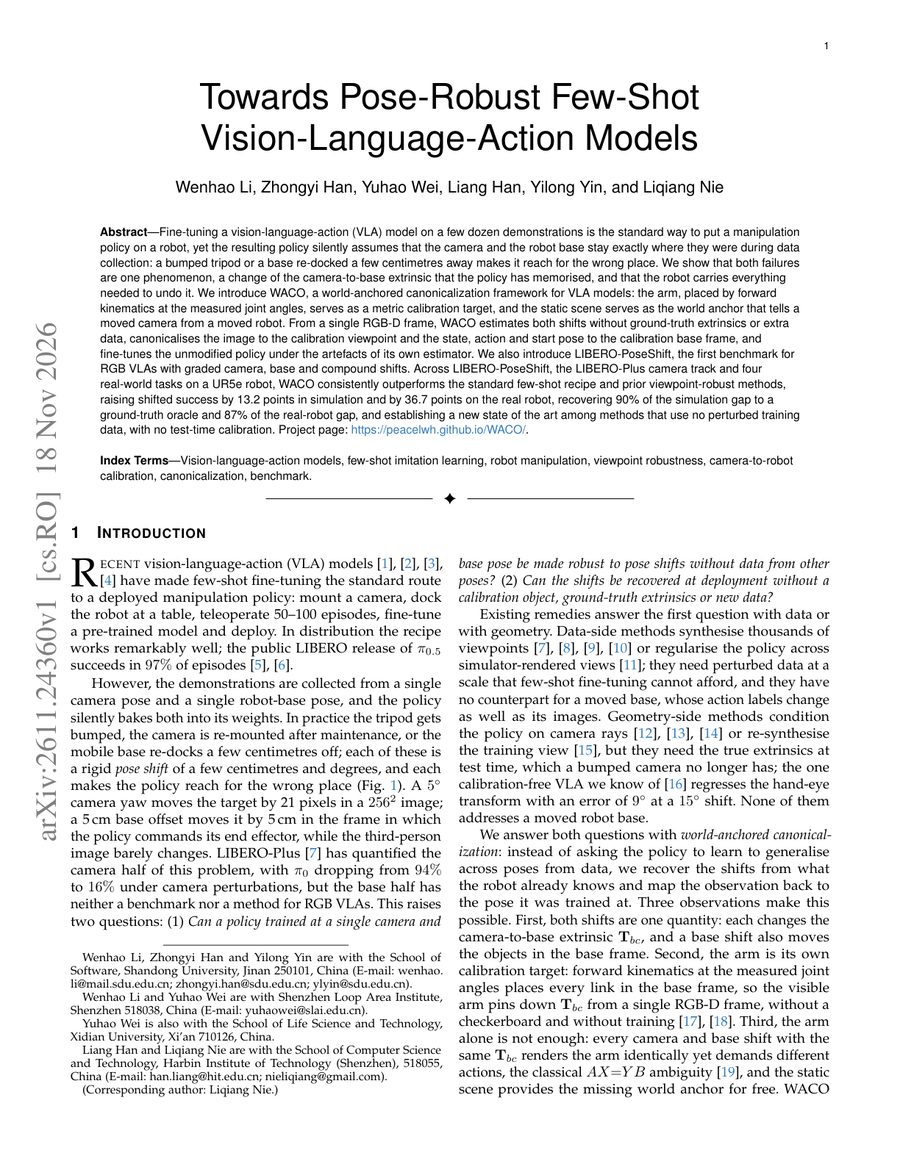 1
Towards Pose-Robust Few-Shot
Vision-Language-Action Models
Wenhao Li, Zhongyi Han, Yuhao Wei, Liang Han, Yilong Yin, and Liqiang Nie
Abstract—Fine-tuning a vision-language-action (VLA) model on a few dozen demonstrations is the standard way to put a manipulation
policy on a robot, yet the resulting policy silently assumes that the camera and the robot base stay exactly where they were during data
collection: a bumped tripod or a base re-docked a few centimetres away makes it reach for the wrong place. We show that both failures
are one phenomenon, a change of the camera-to-base extrinsic that the policy has memorised, and that the robot carries everything
needed to undo it. We introduce WACO, a world-anchored canonicalization framework for VLA models: the arm, placed by forward
kinematics at the measured joint angles, serves as a metric calibration target, and the static scene serves as the world anchor that tells a
moved camera from a moved robot. From a single RGB-D frame, WACO estimates both shifts without ground-truth extrinsics or extra
data, canonicalises the image to the calibration viewpoint and the state, action and start pose to the calibration base frame, and
fine-tunes the unmodified policy under the artefacts of its own estimator. We also introduce LIBERO-PoseShift, the first benchmark for
RGB VLAs with graded camera, base and compound shifts. Across LIBERO-PoseShift, the LIBERO-Plus camera track and four
real-world tasks on a UR5e robot, WACO consistently outperforms the standard few-shot recipe and prior viewpoint-robust methods,
raising shifted success by 13.2 points in simulation and by 36.7 points on the real robot, recovering 90% of the simulation gap to a
ground-truth oracle and 87% of the real-robot gap, and establishing a new state of the art among methods that use no perturbed training
data, with no test-time calibration. Project page: https://peacelwh.github.io/WACO/.
Index Terms—Vision-language-action models, few-shot imitation learning, robot manipulation, viewpoint robustness, camera-to-robot
calibration, canonicalization, benchmark.
arXiv:2611.24360v1 [cs.RO] 18 Nov 2026
1 INTRODUCTION
RECENT vision-language-action (VLA) models [1], [2], [3],
[4] have made few-shot fine-tuning the standard route
to a deployed manipulation policy: mount a camera, dock
the robot at a table, teleoperate 50–100 episodes, fine-tune
a pre-trained model and deploy. In distribution the recipe
works remarkably well; the public LIBERO release of π0.5
succeeds in 97% of episodes [5], [6].
However, the demonstrations are collected from a single
camera pose and a single robot-base pose, and the policy
silently bakes both into its weights. In practice the tripod gets
bumped, the camera is re-mounted after maintenance, or the
mobile base re-docks a few centimetres off; each of these is
a rigid pose shift of a few centimetres and degrees, and each
makes the policy reach for the wrong place (Fig. 1). A 5°
camera yaw moves the target by 21 pixels in a 256² image;
a 5 cm base offset moves it by 5 cm in the frame in which
the policy commands its end effector, while the third-person
image barely changes. LIBERO-Plus [7] has quantified the
camera half of this problem, with π0 dropping from 94%
to 16% under camera perturbations, but the base half has
neither a benchmark nor a method for RGB VLAs. This raises
two questions: (1) Can a policy trained at a single camera and
Wenhao Li, Zhongyi Han and Yilong Yin are with the School of
Software, Shandong University, Jinan 250101, China (E-mail: wenhao.
li@mail.sdu.edu.cn; zhongyi.han@sdu.edu.cn; ylyin@sdu.edu.cn).
Wenhao Li and Yuhao Wei are with Shenzhen Loop Area Institute,
Shenzhen 518038, China (E-mail: yuhaowei@slai.edu.cn).
Yuhao Wei is also with the School of Life Science and Technology,
Xidian University, Xi'an 710126, China.
Liang Han and Liqiang Nie are with the School of Computer Science
and Technology, Harbin Institute of Technology (Shenzhen), 518055,
China (E-mail: han.liang@hit.edu.cn; nieliqiang@gmail.com).
(Corresponding author: Liqiang Nie.)
base pose be made robust to pose shifts without data from other
poses? (2) Can the shifts be recovered at deployment without a
calibration object, ground-truth extrinsics or new data?
Existing remedies answer the first question with data or
with geometry. Data-side methods synthesise thousands of
viewpoints [7], [8], [9], [10] or regularise the policy across
simulator-rendered views [11]; they need perturbed data at a
scale that few-shot fine-tuning cannot afford, and they have
no counterpart for a moved base, whose action labels change
as well as its images. Geometry-side methods condition
the policy on camera rays [12], [13], [14] or re-synthesise
the training view [15], but they need the true extrinsics at
test time, which a bumped camera no longer has; the one
calibration-free VLA we know of [16] regresses the hand-eye
transform with an error of 9° at a 15° shift. None of them
addresses a moved robot base.
We answer both questions with world-anchored canonical-
ization: instead of asking the policy to learn to generalise
across poses from data, we recover the shifts from what
the robot already knows and map the observation back to
the pose it was trained at. Three observations make this
possible. First, both shifts are one quantity: each changes the
camera-to-base extrinsic Tbc, and a base shift also moves
the objects in the base frame. Second, the arm is its own
calibration target: forward kinematics at the measured joint
angles places every link in the base frame, so the visible
arm pins down Tbc from a single RGB-D frame, without a
checkerboard and without training [17], [18]. Third, the arm
alone is not enough: every camera and base shift with the
same Tbc renders the arm identically yet demands different
actions, the classical AX=YB ambiguity [19], and the static
scene provides the missing world anchor for free. WACO